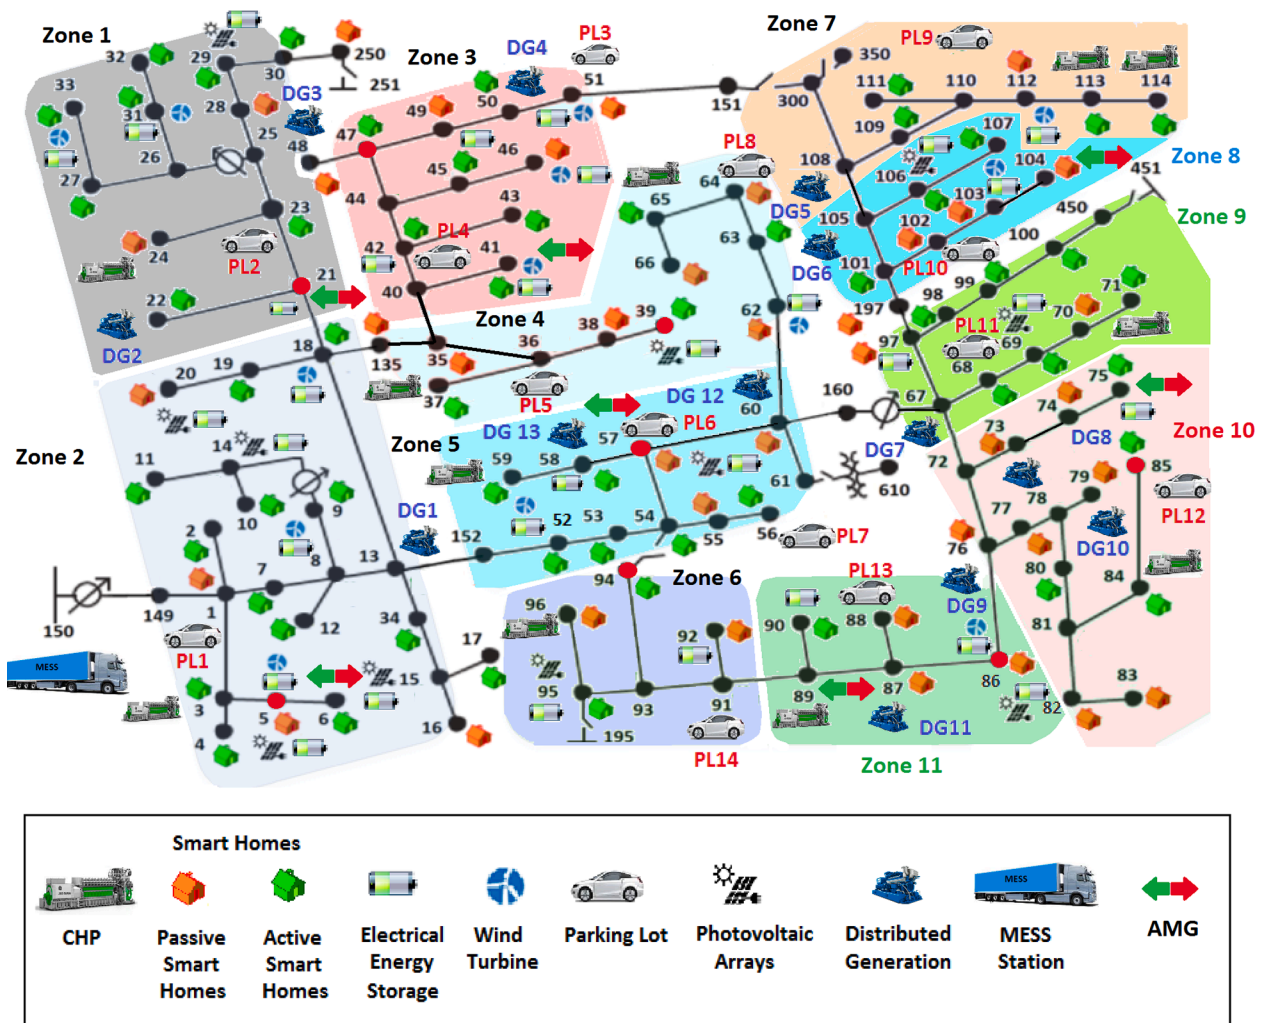 Zone 1
32
29
30
250
251
33
31
28
DG3
25
26
27
48
23
24
PL2
21
22
DG2
Zone 3
DG4
PL3
51
50
49
47
46
45
44
43
PL4
42
41
40
151
Zone 7
350
PL9
300
111
110
112
113
114
109
108
107
Zone 8
104
106
103
105
102
101
PL10
DG6
451
450
Zone 9
100
99
98
197
97
PL11
71
70
69
68
67
PL8
64
65
DG5
63
66
62
Zone 4
39
38
36
35
135
37
PL5
18
19
20
Zone 2
14
11
10
9
2
8
7
13
1
149
150
12
34
PL1
MESS
17
15
3
5
6
4
16
Zone 5
DG 12
60
DG 13
PL6
57
59
58
61
DG1
152
52
53
54
55
56
PL7
160
DG7
610
72
75
74
DG8
73
Zone 10
85
PL12
79
78
77
DG10
76
80
84
81
83
82
94
Zone 6
96
92
95
93
91
195
PL14
PL13
DG9
90
88
86
89
87
DG11
Zone 11
Smart Homes
MESS
CHP
Passive
Smart
Homes
Active
Smart
Homes
Electrical
Energy
Storage
Wind
Turbine
Parking Lot
Photovoltaic
Arrays
Distributed
Generation
MESS
Station
AMG